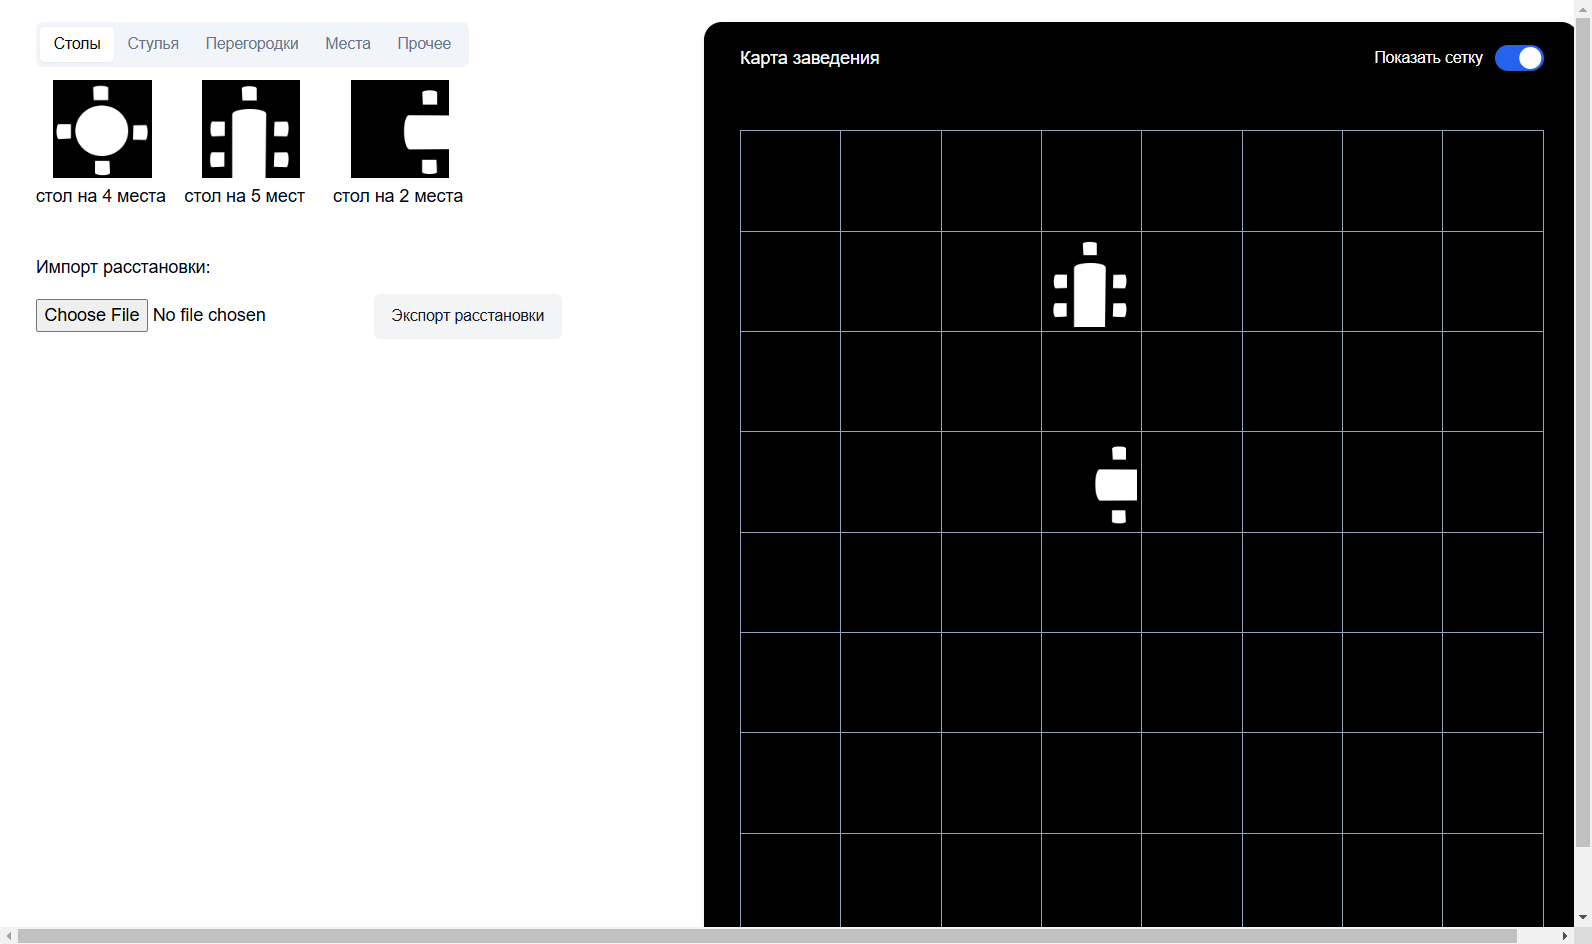 Столы Стулья Перегородки Места Прочее
стол на 4 места стол на 5 мест стол на 2 места
Импорт расстановки:
Choose File No file chosen Экспорт расстановки
Карта заведения Показать сетку